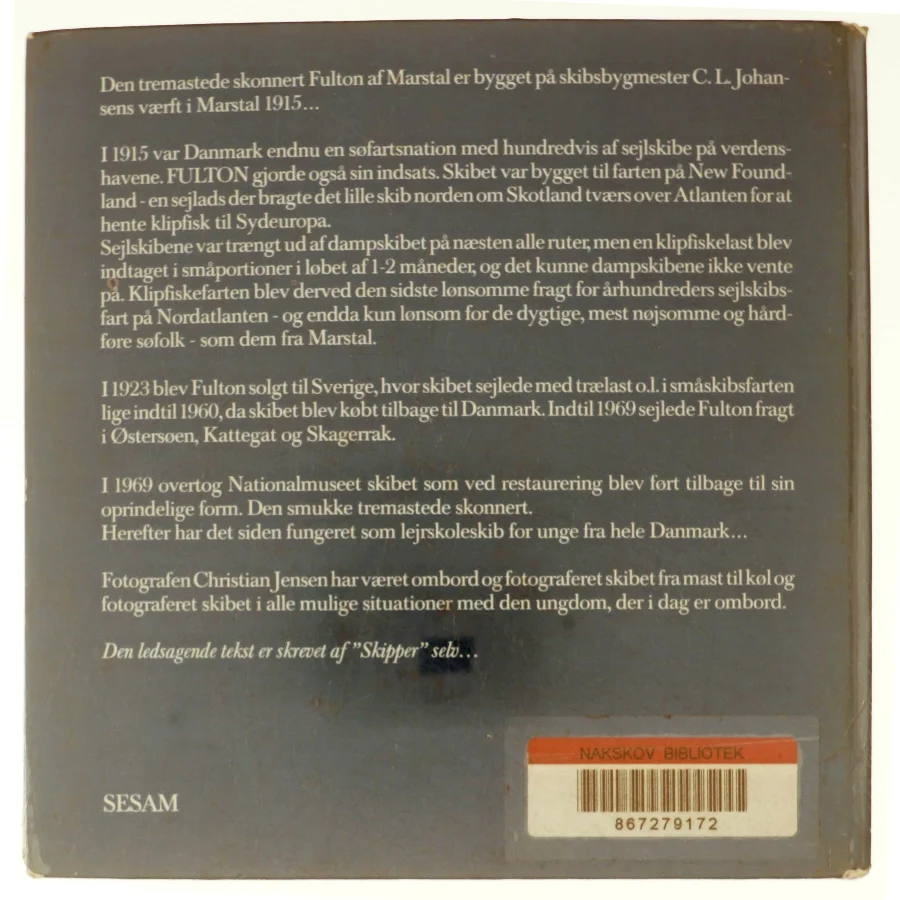 Den tremastede skonnert Fulton af Marstal er bygget på skibsbygmester C. L. Johan-
sens værft i Marstal 1915...
I 1915 var Danmark endnu en søfartsnation med hundredvis af sejlskibe på verdens-
havene. FULTON gjorde også sin indsats. Skibet var bygget til farten på New Found-
land - en sejlads der bragte det lille skib norden om Skotland tværs over Atlanten for at
hente klipfisk til Sydeuropa.
Sejlskibene var trængt ud af dampskibet på næsten alle ruter, men en klipfiskelast blev
indtaget i småportioner i løbet af 1-2 måneder, og det kunne dampskibene ikke vente
på. Klipfiskefarten blev derved den sidste lønsomme fragt for århundreders sejlskibs-
fart på Nordatlanten - og endda kun lønsom for de dygtige, mest nøjsomme og hård-
føre søfolk - som dem fra Marstal.
I 1923 blev Fulton solgt til Sverige, hvor skibet sejlede med trælast o.l. i småskibsfarten
lige indtil 1960, da skibet blev købt tilbage til Danmark. Indtil 1969 sejlede Fulton fragt
i Østersøen, Kattegat og Skagerrak.
I 1969 overtog Nationalmuseet skibet som ved restaurering blev ført tilbage til sin
oprindelige form. Den smukke tremastede skonnert.
Herefter har det siden fungeret som lejrskoleskib for unge fra hele Danmark...
Fotografen Christian Jensen har været ombord og fotograferet skibet fra mast til køl og
fotograferet skibet i alle mulige situationer med den ungdom, der i dag er ombord.
Den ledsagende tekst er skrevet af "Skipper" selv...
NAKSKOV BIBLIOTEK
867279172
SESAM